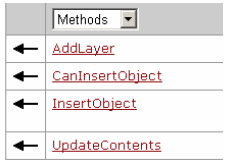 Methods
AddLayer
CanInsertObject
InsertObject
UpdateContents